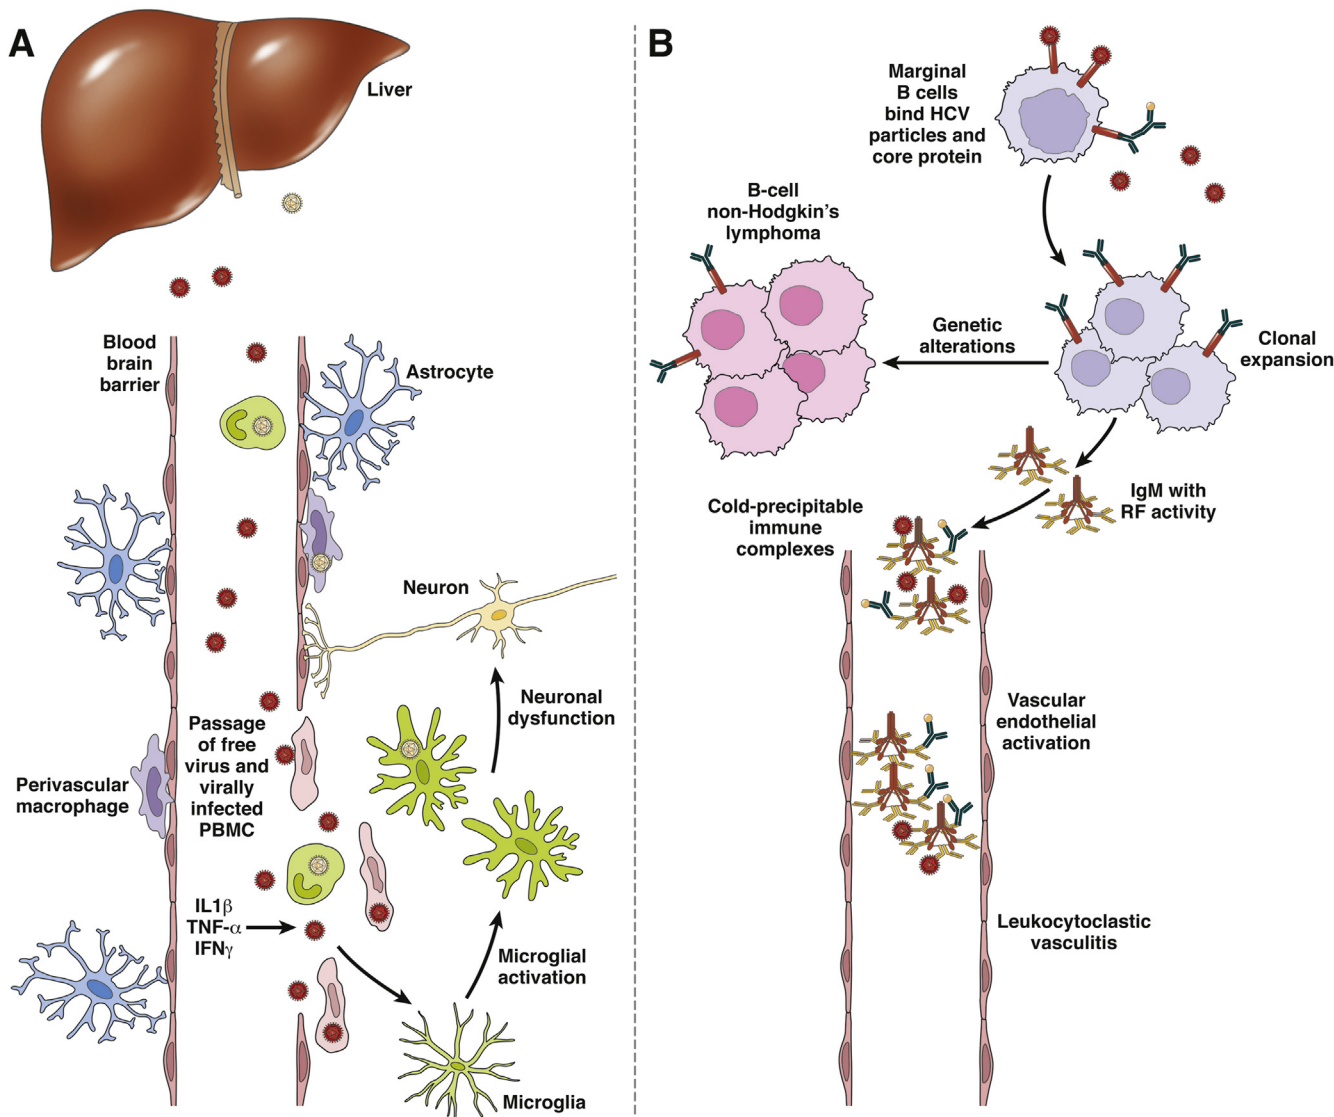 A
Liver
Blood
brain
barrier
Astrocyte
Neuron
Neuronal
dysfunction
Passage
of free
virus and
virally
infected
PBMC
Perivascular
macrophage
IL1β
TNF-α
IFNγ
Microglial
activation
Microglia
B
Marginal
B cells
bind HCV
particles and
core protein
B-cell
non-Hodgkin's
lymphoma
Genetic
alterations
Clonal
expansion
IgM with
RF activity
Cold-precipitable
immune
complexes
Vascular
endothelial
activation
Leukocytoclastic
vasculitis